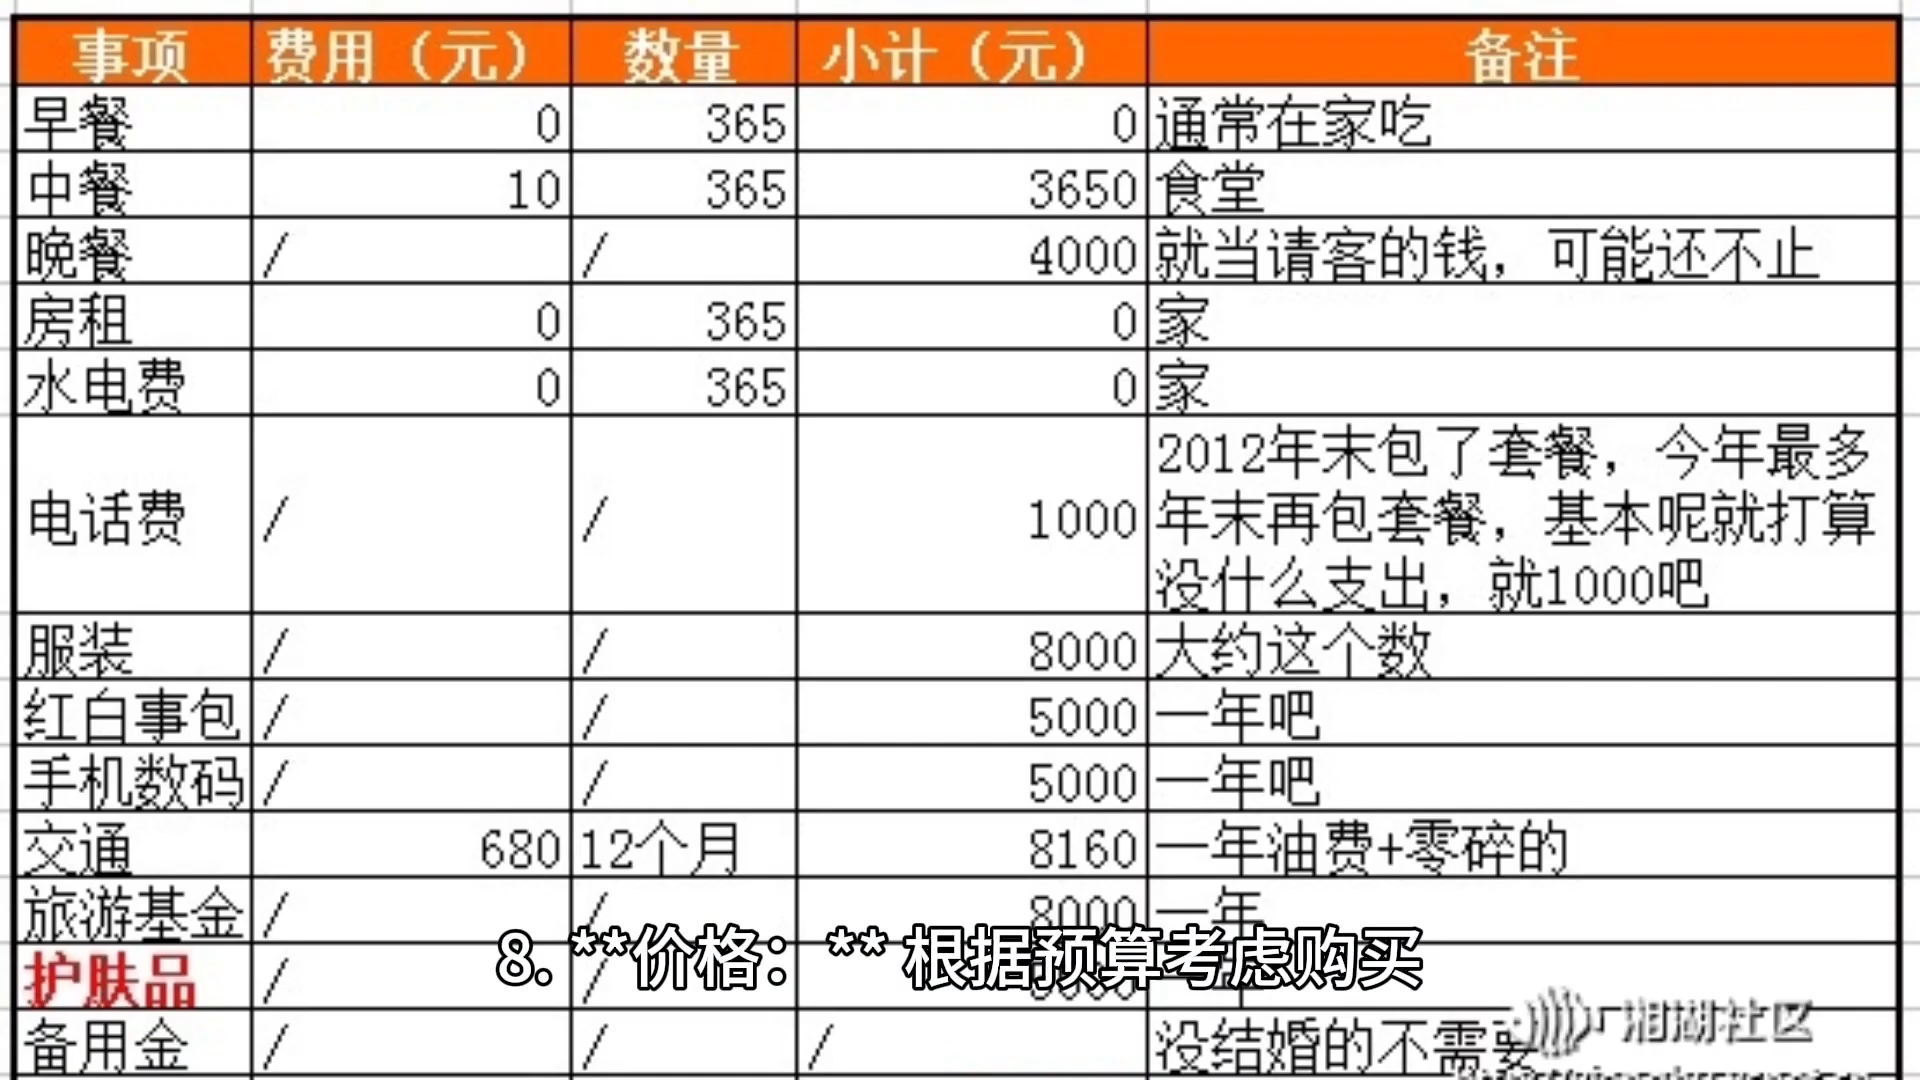 事项 费用（元） 数量 小计（元） 备注
早餐 0 365 0 通常在家吃
中餐 10 365 3650 食堂
晚餐 / / 4000 就当请客的钱，可能还不止
房租 0 365 0 家
水电费 0 365 0 家
电话费 / / 1000 2012年末包了套餐，今年最多
年末再包套餐，基本呢就打算
没什么支出，就1000吧
服装 / / 8000 大约这个数
红白事包 / / 5000 一年吧
手机数码 / / 5000 一年吧
交通 680 12个月 8160 一年油费+零碎的
旅游基金 / / 8000 一年
护肤品 / / 一年
8. **价格：** 根据预算考虑购买
备用金 / / / 没结婚的不需要
湘湖社区